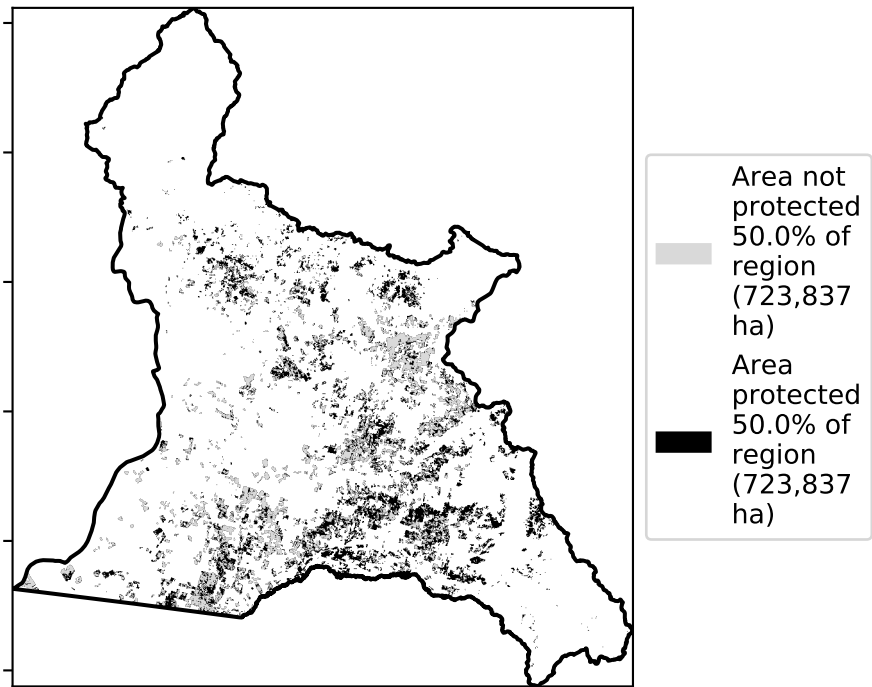 Area not
protected
50.0% of
region
(723,837
ha)
Area
protected
50.0% of
region
(723,837
ha)